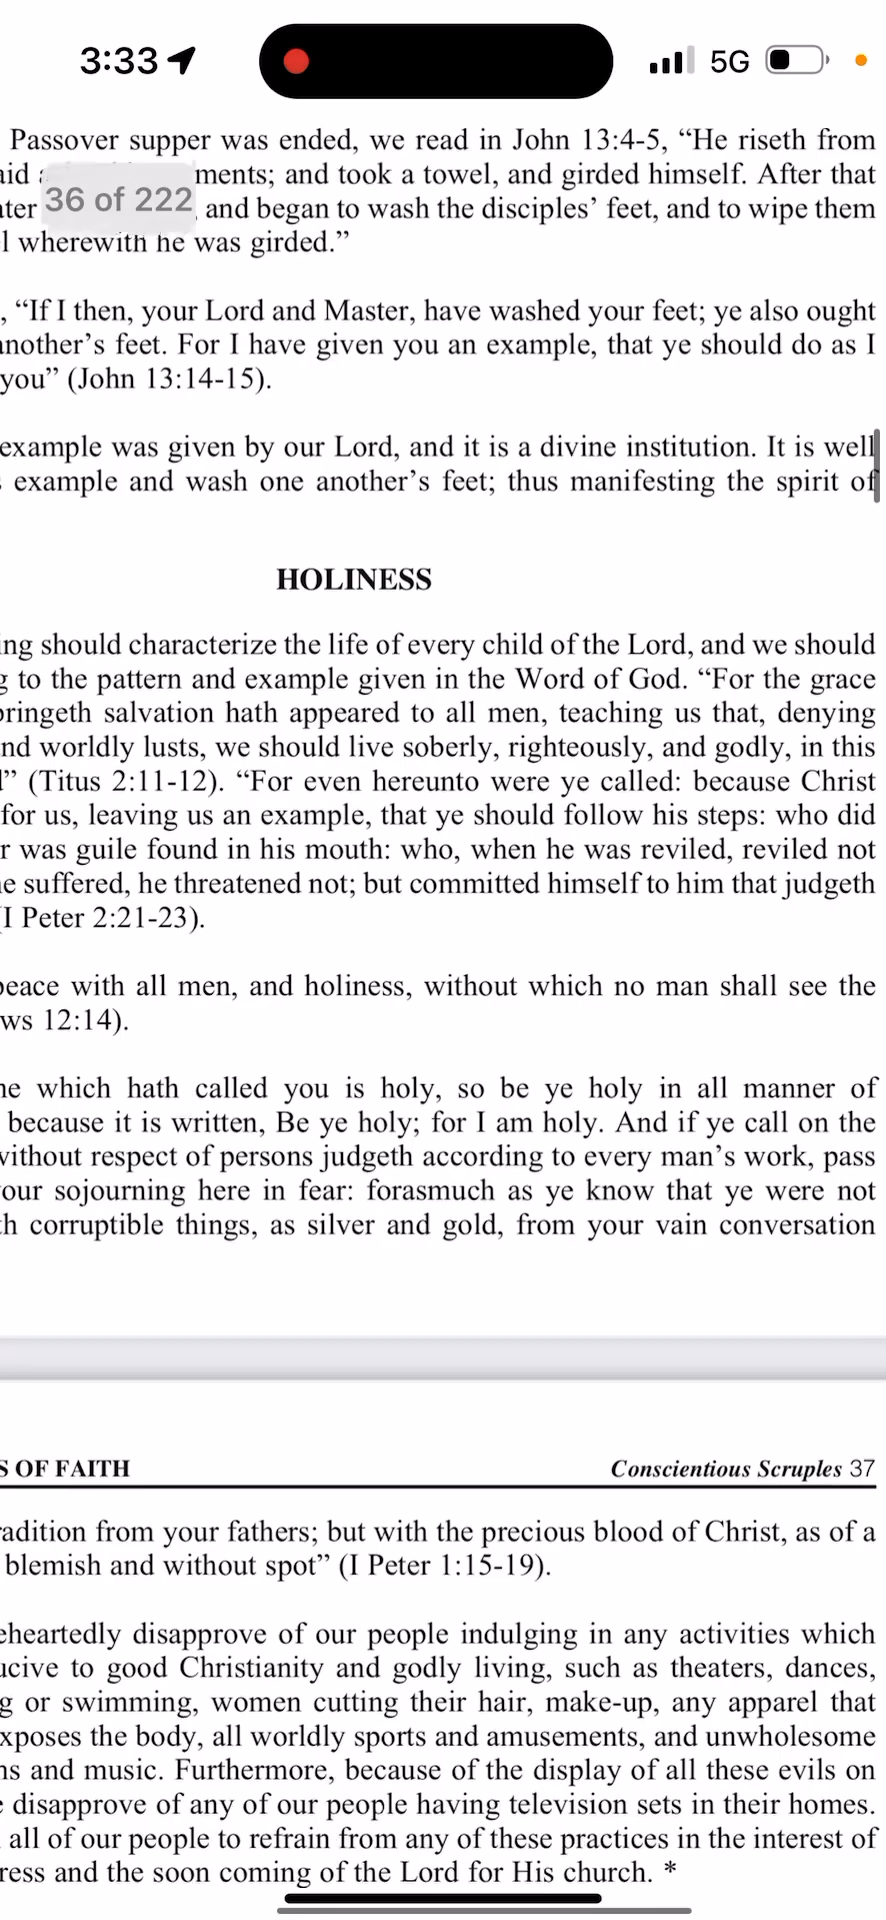 3:33
5G
Passover supper was ended, we read in John 13:4-5, “He riseth from
aid ments; and took a towel, and girded himself. After that
36 of 222
ater and began to wash the disciples’ feet, and to wipe them
l wherewith he was girded.”
, “If I then, your Lord and Master, have washed your feet; ye also ought
another’s feet. For I have given you an example, that ye should do as I
you” (John 13:14-15).
example was given by our Lord, and it is a divine institution. It is well
example and wash one another’s feet; thus manifesting the spirit of
HOLINESS
ing should characterize the life of every child of the Lord, and we should
g to the pattern and example given in the Word of God. “For the grace
bringeth salvation hath appeared to all men, teaching us that, denying
nd worldly lusts, we should live soberly, righteously, and godly, in this
” (Titus 2:11-12). “For even hereunto were ye called: because Christ
for us, leaving us an example, that ye should follow his steps: who did
r was guile found in his mouth: who, when he was reviled, reviled not
e suffered, he threatened not; but committed himself to him that judgeth
(I Peter 2:21-23).
peace with all men, and holiness, without which no man shall see the
ws 12:14).
he which hath called you is holy, so be ye holy in all manner of
because it is written, Be ye holy; for I am holy. And if ye call on the
without respect of persons judgeth according to every man’s work, pass
our sojourning here in fear: forasmuch as ye know that ye were not
th corruptible things, as silver and gold, from your vain conversation
S OF FAITH Conscientious Scruples 37
radition from your fathers; but with the precious blood of Christ, as of a
blemish and without spot” (I Peter 1:15-19).
eheartedly disapprove of our people indulging in any activities which
ucive to good Christianity and godly living, such as theaters, dances,
g or swimming, women cutting their hair, make-up, any apparel that
xposes the body, all worldly sports and amusements, and unwholesome
ns and music. Furthermore, because of the display of all these evils on
e disapprove of any of our people having television sets in their homes.
all of our people to refrain from any of these practices in the interest of
ress and the soon coming of the Lord for His church. *